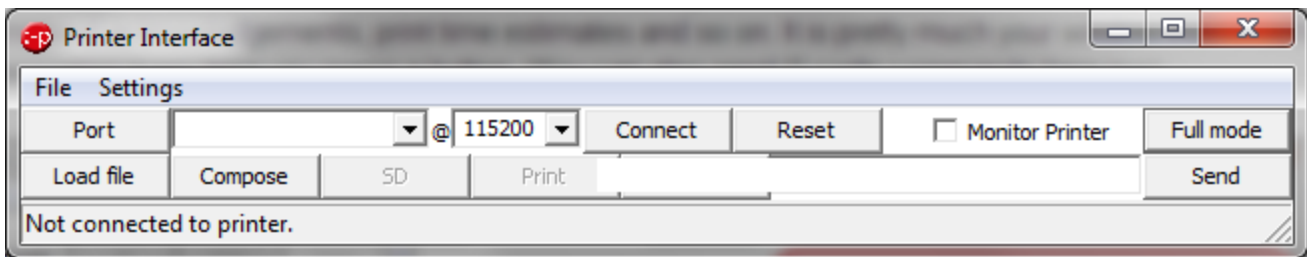 Printer Interface
File Settings
Port @ 115200 Connect Reset Monitor Printer Full mode
Load file Compose SD Print Send
Not connected to printer.